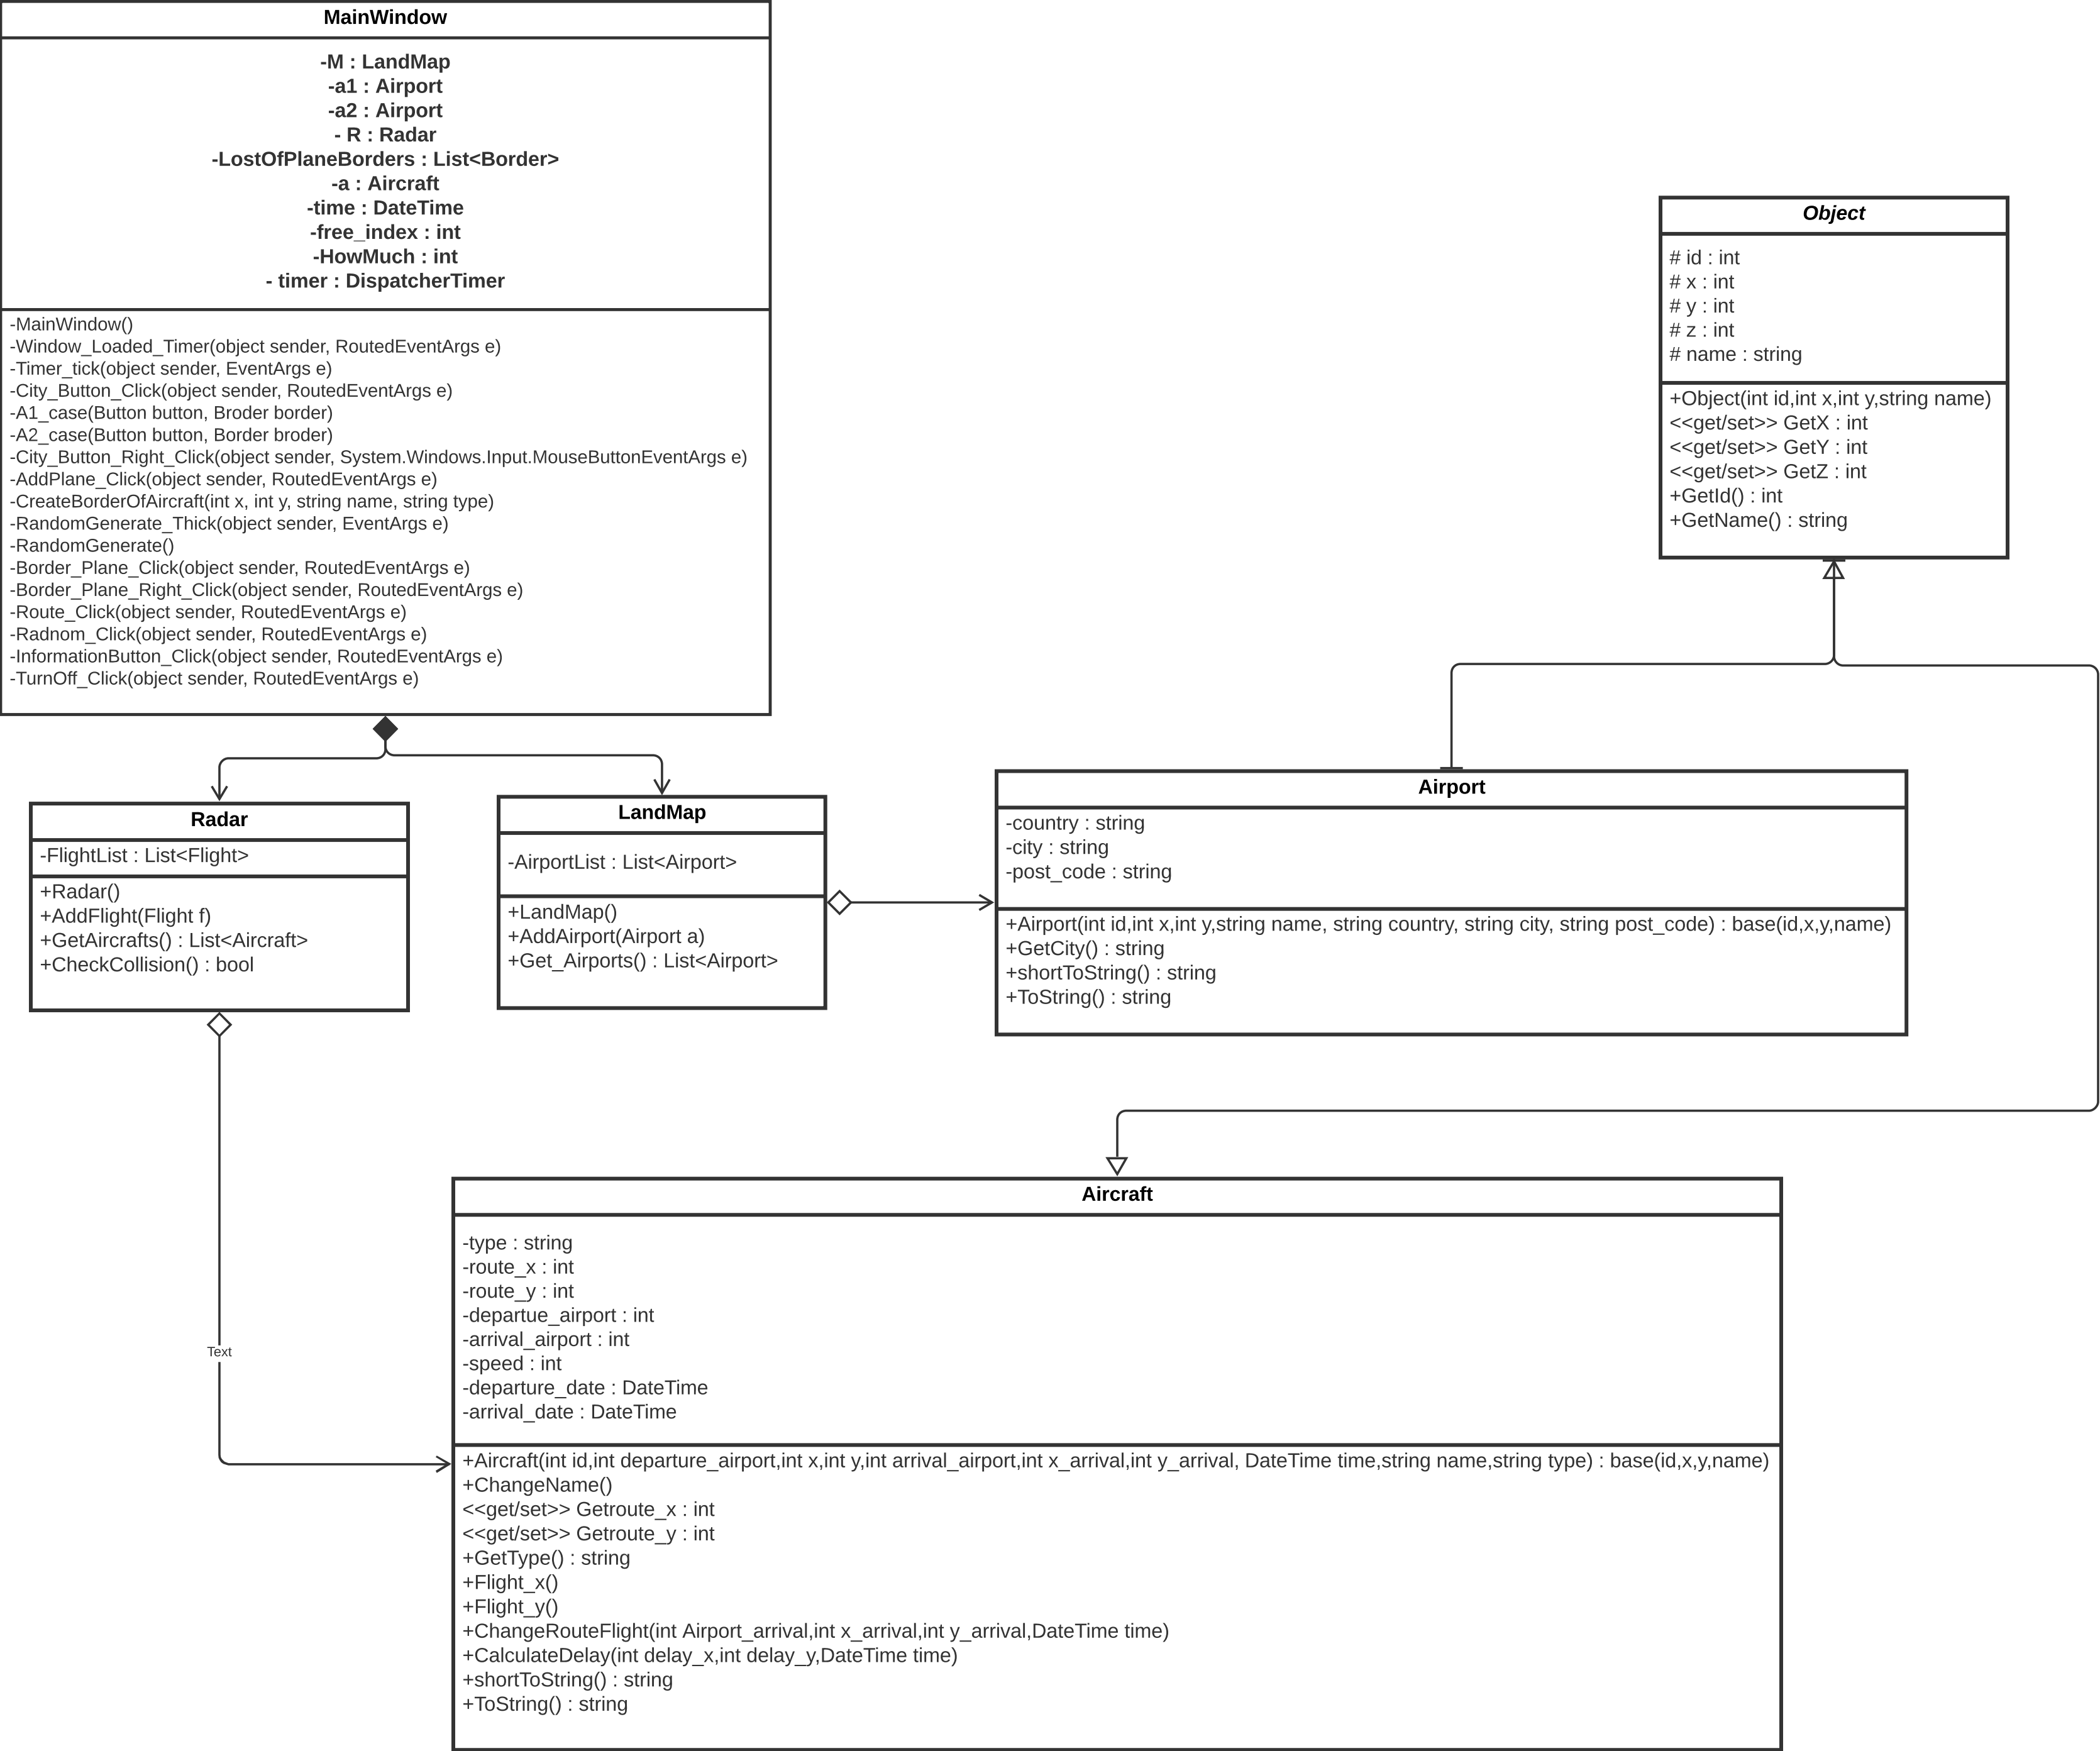 MainWindow
-M : LandMap
-a1 : Airport
-a2 : Airport
- R : Radar
-LostOfPlaneBorders : List<Border>
-a : Aircraft
-time : DateTime
-free_index : int
-HowMuch : int
- timer : DispatcherTimer
-MainWindow()
-Window_Loaded_Timer(object sender, RoutedEventArgs e)
-Timer_tick(object sender, EventArgs e)
-City_Button_Click(object sender, RoutedEventArgs e)
-A1_case(Button button, Broder border)
-A2_case(Button button, Border broder)
-City_Button_Right_Click(object sender, System.Windows.Input.MouseButtonEventArgs e)
-AddPlane_Click(object sender, RoutedEventArgs e)
-CreateBorderOfAircraft(int x, int y, string name, string type)
-RandomGenerate_Thick(object sender, EventArgs e)
-RandomGenerate()
-Border_Plane_Click(object sender, RoutedEventArgs e)
-Border_Plane_Right_Click(object sender, RoutedEventArgs e)
-Route_Click(object sender, RoutedEventArgs e)
-Radnom_Click(object sender, RoutedEventArgs e)
-InformationButton_Click(object sender, RoutedEventArgs e)
-TurnOff_Click(object sender, RoutedEventArgs e)
Object
# id : int
# x : int
# y : int
# z : int
# name : string
+Object(int id,int x,int y,string name)
<<get/set>> GetX : int
<<get/set>> GetY : int
<<get/set>> GetZ : int
+GetId() : int
+GetName() : string
Radar
-FlightList : List<Flight>
+Radar()
+AddFlight(Flight f)
+GetAircrafts() : List<Aircraft>
+CheckCollision() : bool
LandMap
-AirportList : List<Airport>
+LandMap()
+AddAirport(Airport a)
+Get_Airports() : List<Airport>
Airport
-country : string
-city : string
-post_code : string
+Airport(int id,int x,int y,string name, string country, string city, string post_code) : base(id,x,y,name)
+GetCity() : string
+shortToString() : string
+ToString() : string
Text
Aircraft
-type : string
-route_x : int
-route_y : int
-departue_airport : int
-arrival_airport : int
-speed : int
-departure_date : DateTime
-arrival_date : DateTime
+Aircraft(int id,int departure_airport,int x,int y,int arrival_airport,int x_arrival,int y_arrival, DateTime time,string name,string type) : base(id,x,y,name)
+ChangeName()
<<get/set>> Getroute_x : int
<<get/set>> Getroute_y : int
+GetType() : string
+Flight_x()
+Flight_y()
+ChangeRouteFlight(int Airport_arrival,int x_arrival,int y_arrival,DateTime time)
+CalculateDelay(int delay_x,int delay_y,DateTime time)
+shortToString() : string
+ToString() : string